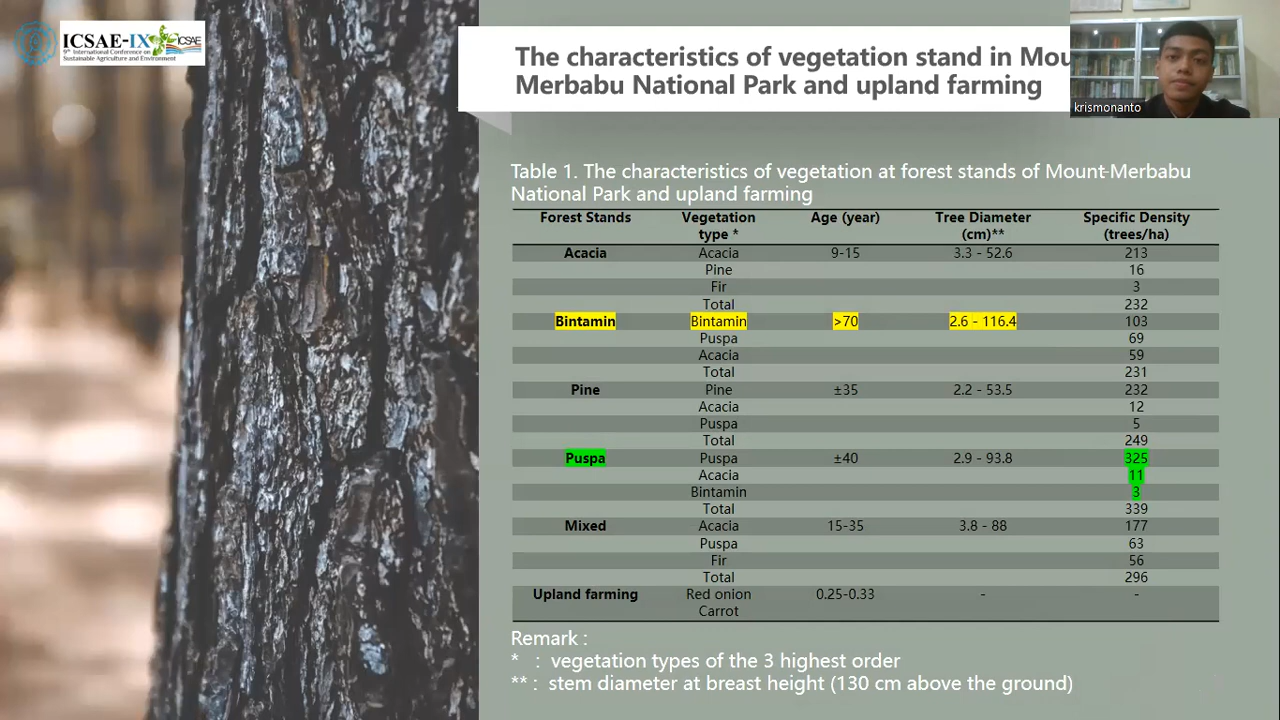 ICSAE-IX
ICSAE
9th International Conference on
Sustainable Agriculture and Environment
The characteristics of vegetation stand in Mou
Merbabu National Park and upland farming
krismonanto
Table 1. The characteristics of vegetation at forest stands of Mount-Merbabu
National Park and upland farming
Forest Stands Vegetation type * Age (year) Tree Diameter (cm)** Specific Density (trees/ha)
Acacia Acacia 9-15 3.3 - 52.6 213
Pine 16
Fir 3
Total 232
Bintamin Bintamin >70 2.6 - 116.4 103
Puspa 69
Acacia 59
Total 231
Pine Pine ±35 2.2 - 53.5 232
Acacia 12
Puspa 5
Total 249
Puspa Puspa ±40 2.9 - 93.8 325
Acacia 11
Bintamin 3
Total 339
Mixed Acacia 15-35 3.8 - 88 177
Puspa 63
Fir 56
Total 296
Upland farming Red onion 0.25-0.33 - -
Carrot
Remark :
* : vegetation types of the 3 highest order
** : stem diameter at breast height (130 cm above the ground)